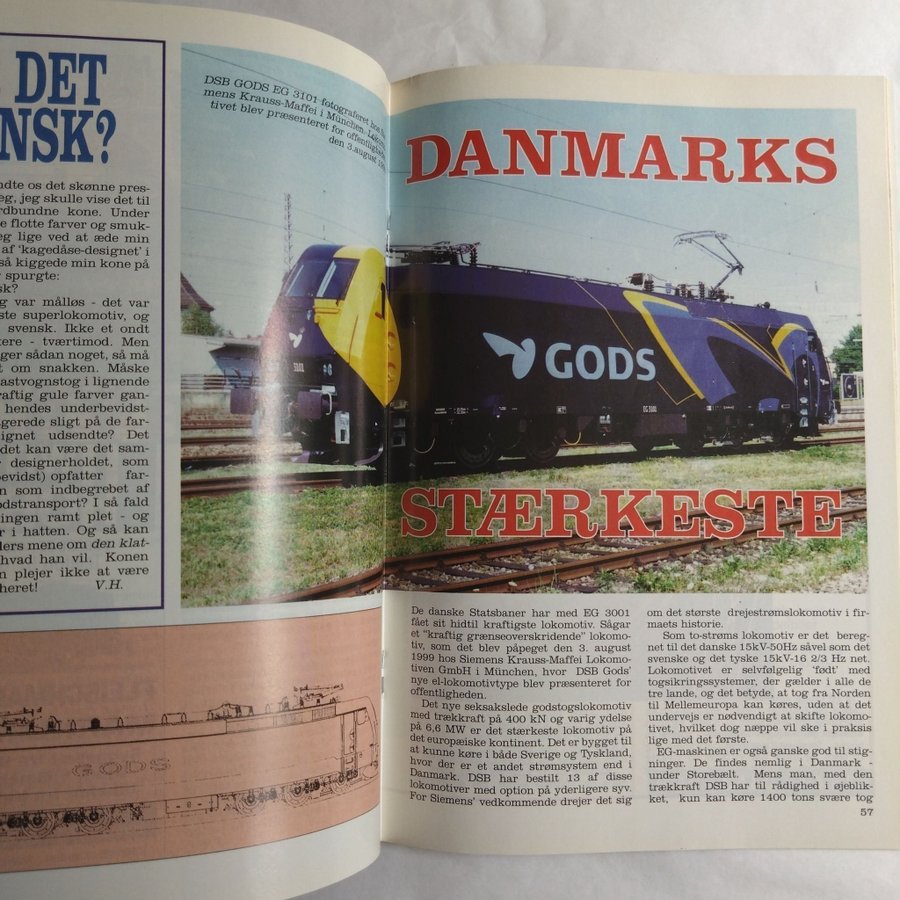 DET
NSK?
ndte os det skønne pres-
eg, jeg skulle vise det til
rdbundne kone. Under
e flotte farver og smuk-
eg lige ved at æde min
af 'kagedåse-designet' i
så kiggede min kone på
r spurgte:
sk?
g var målløs - det var
ste superlokomotiv, og
svensk. Ikke et ondt
kere - tværtimod. Men
ger sådan noget, så må
t om snakken. Måske
astvognstog i lignende
raftig gule farver gan-
hendes underbevidst-
agerede sligt på de far-
signet udsendte? Det
det kan være det sam-
r designerholdet, som
bevidst) opfatter far-
n som indbegrebet af
odstransport? I så fald
ningen ramt plet - og
r i hatten. Og så kan
ders mene om den klat-
hvad han vil. Konen
n plejer ikke at være
heret! V.H.
DSB GODS EG 3101 fotograferet hos
mens Krauss-Maffei i München.
tivet blev præsenteret for
den 3.august
GODS
DANMARKS
GODS
EG 3001
STÆRKESTE
De danske Statsbaner har med EG 3001
fået sit hidtil kraftigste lokomotiv. Sågar
et "kraftig grænseoverskridende" lokomo-
tiv, som det blev påpeget den 3. august
1999 hos Siemens Krauss-Maffei Lokomo-
tiven GmbH i München, hvor DSB Gods'
nye el-lokomotivtype blev præsenteret for
offentligheden.
Det nye seksakslede godstogslokomotiv
med trækkraft på 400 kN og varig ydelse
på 6,6 MW er det stærkeste lokomotiv på
det europæiske kontinent. Det er bygget til
at kunne køre i både Sverige og Tyskland,
hvor der er et andet strømsystem end i
Danmark. DSB har bestilt 13 af disse
lokomotiver med option på yderligere syv.
For Siemens' vedkommende drejer det sig
om det største drejestrømslokomotiv i fir-
maets historie.
Som to-strøms lokomotiv er det bereg-
net til det danske 15kV-50Hz såvel som det
svenske og det tyske 15kV-16 2/3 Hz net.
Lokomotivet er selvfølgelig 'født' med
togsikringssystemer, der gælder i alle de
tre lande, og det betyde, at tog fra Norden
til Mellemeuropa kan køres, uden at det
undervejs er nødvendigt at skifte lokomo-
tiv, hvilket dog næppe vil ske i praksis
lige med det første.
EG-maskinen er også ganske god til stig-
ninger. De findes nemlig i Danmark -
under Storebælt. Mens man, med den
trækkraft DSB har til rådighed i øjeblik-
ket, kun kan køre 1400 tons svære tog
57